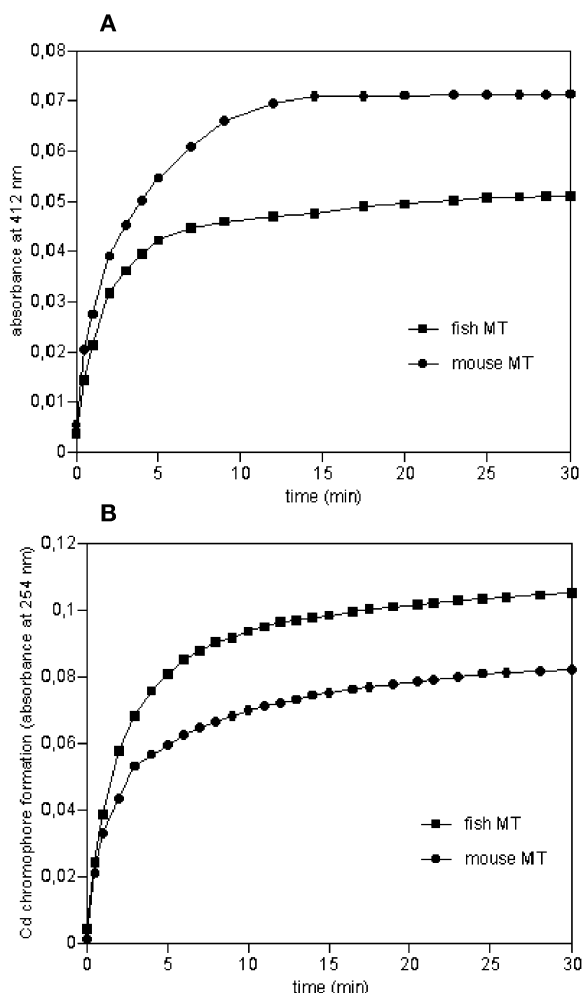 A
absorbance at 412 nm
0,08
0,07
0,06
0,05
0,04
0,03
0,02
0,01
0
fish MT
mouse MT
0 5 10 15 20 25 30
time (min)
B
Cd chromophore formation (absorbance at 254 nm)
0,12
0,1
0,08
0,06
0,04
0,02
0
fish MT
mouse MT
0 5 10 15 20 25 30
time (min)